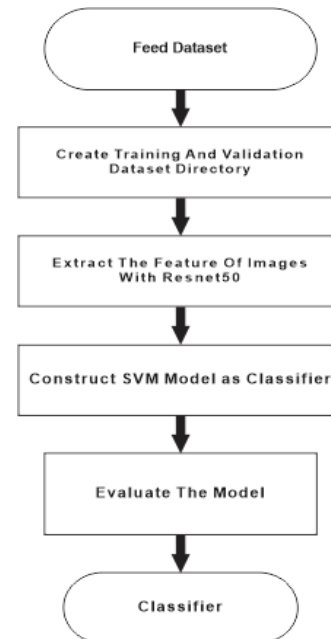 Feed Dataset
Create Training And Validation
Dataset Directory
Extract The Feature Of Images
With Resnet50
Construct SVM Model as Classifier
Evaluate The Model
Classifier